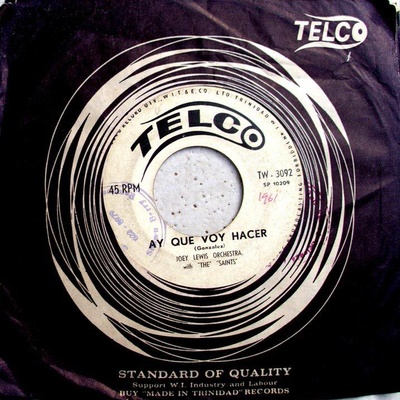 TELCO
TELCO
TW - 3092
SP 10209
45 RPM
1961
AY QUE VOY HACER
(Gonzales)
JOEY LEWIS ORCHESTRA.
with "THE" "SAINTS"
STANDARD OF QUALITY
Support W.I. Industry and Labour
BUY "MADE IN TRINIDAD" RECORDS